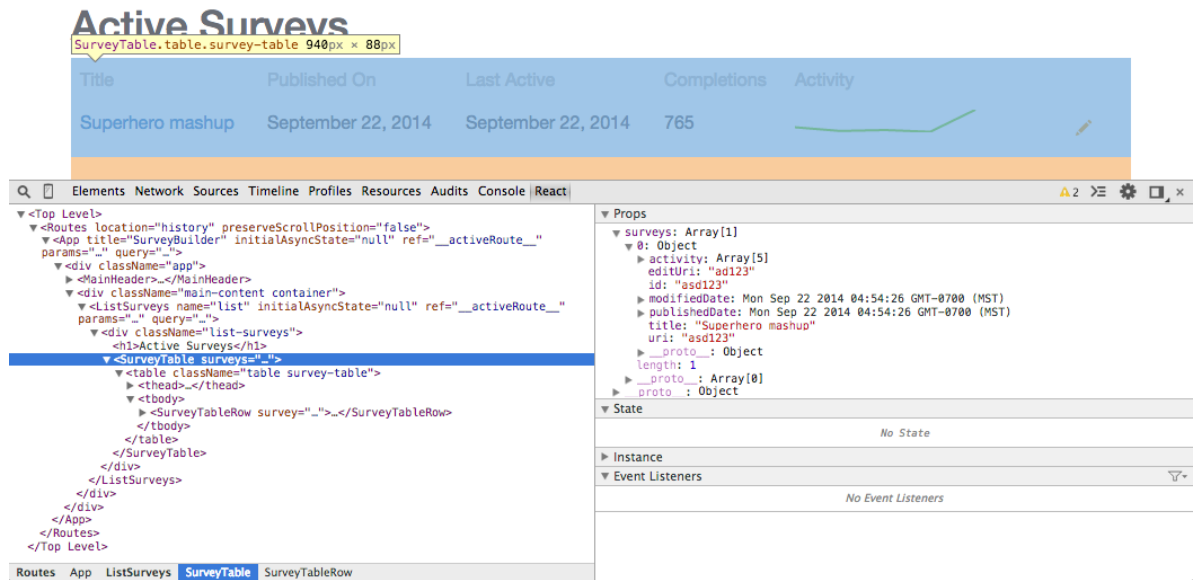 Active Surveys
SurveyTable.table.survey-table 940px × 88px
Title Published On Last Active Completions Activity
Superhero mashup September 22, 2014 September 22, 2014 765
Elements Network Sources Timeline Profiles Resources Audits Console React 2
▼<Top Level>
▼<Routes location="history" preserveScrollPosition="false">
▼<App title="SurveyBuilder" initialAsyncState="null" ref="__activeRoute__"
params="…" query="…">
▼<div className="app">
▶<MainHeader>…</MainHeader>
▼<div className="main-content container">
▼<ListSurveys name="list" initialAsyncState="null" ref="__activeRoute__"
params="…" query="…">
▼<div className="list-surveys">
<h1>Active Surveys</h1>
▼<SurveyTable surveys="…">
▼<table className="table survey-table">
▶<thead>…</thead>
▼<tbody>
▶<SurveyTableRow survey="…">…</SurveyTableRow>
</tbody>
</table>
</SurveyTable>
</div>
</ListSurveys>
</div>
</div>
</App>
</Routes>
</Top Level>
Routes App ListSurveys SurveyTable SurveyTableRow
▼ Props
▼ surveys: Array[1]
▼ 0: Object
▶ activity: Array[5]
editUri: "ad123"
id: "asd123"
▶ modifiedDate: Mon Sep 22 2014 04:54:26 GMT-0700 (MST)
▶ publishedDate: Mon Sep 22 2014 04:54:26 GMT-0700 (MST)
title: "Superhero mashup"
uri: "asd123"
▶ __proto__: Object
length: 1
▶ __proto__: Array[0]
▶ __proto__: Object
▼ State
No State
▶ Instance
▼ Event Listeners
No Event Listeners